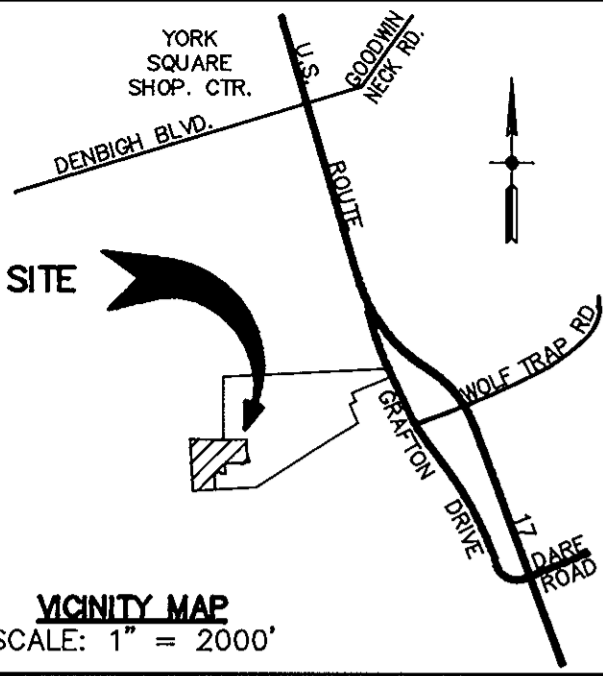 YORK
SQUARE
SHOP. CTR.
U.S.
GOODWIN
NECK RD.
DENBIGH BLVD.
ROUTE
SITE
WOLF TRAP RD.
GRAFTON
DRIVE
17
DARE
ROAD
VICINITY MAP
SCALE: 1" = 2000'